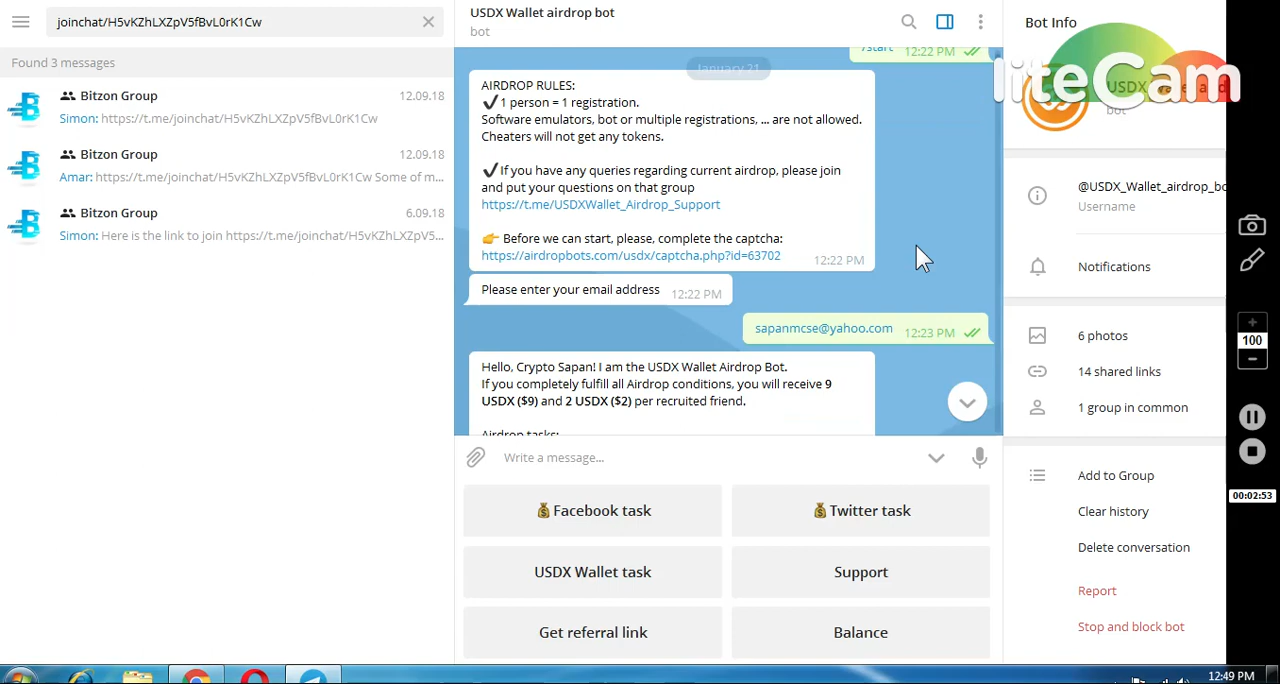 joinchat/H5vKZhLXZpV5fBvL0rK1Cw
Found 3 messages
Bitzon Group
12.09.18
Simon: https://t.me/joinchat/H5vKZhLXZpV5fBvL0rK1Cw
Bitzon Group
12.09.18
Amar: https://t.me/joinchat/H5vKZhLXZpV5fBvL0rK1Cw Some of m...
Bitzon Group
6.09.18
Simon: Here is the link to join https://t.me/joinchat/H5vKZhLXZpV5...
USDX Wallet airdrop bot
bot
/start
12:22 PM
January 21
AIRDROP RULES:
✔1 person = 1 registration.
Software emulators, bot or multiple registrations, ... are not allowed.
Cheaters will not get any tokens.
✔If you have any queries regarding current airdrop, please join
and put your questions on that group
https://t.me/USDXWallet_Airdrop_Support
👉 Before we can start, please, complete the captcha:
https://airdropbots.com/usdx/captcha.php?id=63702
12:22 PM
Please enter your email address
12:22 PM
sapanmcse@yahoo.com
12:23 PM
Hello, Crypto Sapan! I am the USDX Wallet Airdrop Bot.
If you completely fulfill all Airdrop conditions, you will receive 9
USDX ($9) and 2 USDX ($2) per recruited friend.
Airdrop tasks:
Write a message...
💰Facebook task
💰Twitter task
USDX Wallet task
Support
Get referral link
Balance
Bot Info
liteCam
USDX
bot
@USDX_Wallet_airdrop_bo
Username
Notifications
6 photos
14 shared links
1 group in common
Add to Group
Clear history
Delete conversation
Report
Stop and block bot
100
00:02:53
12:49 PM